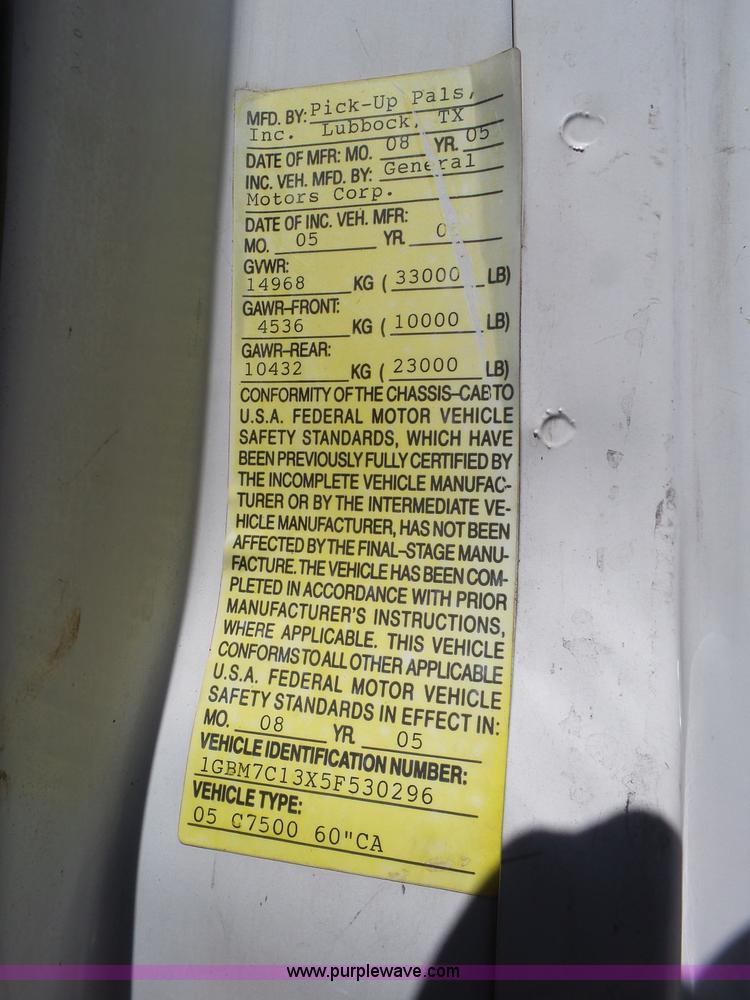 MFD. BY: Pick-Up Pals,
Inc. Lubbock, TX
DATE OF MFR: MO. 08 YR. 05
INC. VEH. MFD. BY: General
Motors Corp.
DATE OF INC. VEH. MFR:
MO. 05 YR.
GVWR:
14968 KG ( 33000 LB)
GAWR-FRONT:
4536 KG ( 10000 LB)
GAWR-REAR:
10432 KG ( 23000 LB)
CONFORMITY OF THE CHASSIS-CAB TO
U.S.A. FEDERAL MOTOR VEHICLE
SAFETY STANDARDS, WHICH HAVE
BEEN PREVIOUSLY FULLY CERTIFIED BY
THE INCOMPLETE VEHICLE MANUFAC-
TURER OR BY THE INTERMEDIATE VE-
HICLE MANUFACTURER, HAS NOT BEEN
AFFECTED BY THE FINAL-STAGE MANU-
FACTURE. THE VEHICLE HAS BEEN COM-
PLETED IN ACCORDANCE WITH PRIOR
MANUFACTURER'S INSTRUCTIONS,
WHERE APPLICABLE. THIS VEHICLE
CONFORMS TO ALL OTHER APPLICABLE
U.S.A. FEDERAL MOTOR VEHICLE
SAFETY STANDARDS IN EFFECT IN:
MO. 08 YR. 05
VEHICLE IDENTIFICATION NUMBER:
1GBM7C13X5F530296
VEHICLE TYPE:
05 C7500 60"CA
www.purplewave.com